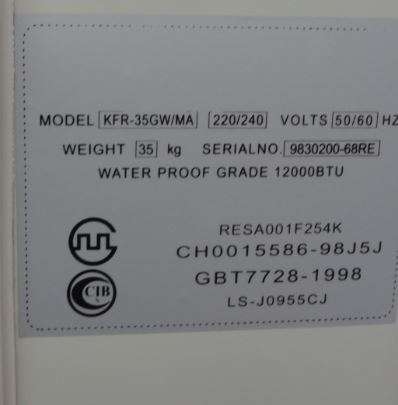 MODEL KFR-35GW/MA 220/240 VOLTS 50/60 HZ
WEIGHT 35 kg SERIALNO. 9830200-68RE
WATER PROOF GRADE 12000BTU
RESA001F254K
CH0015586-98J5J
GBT7728-1998
LS-J0955CJ
CIB